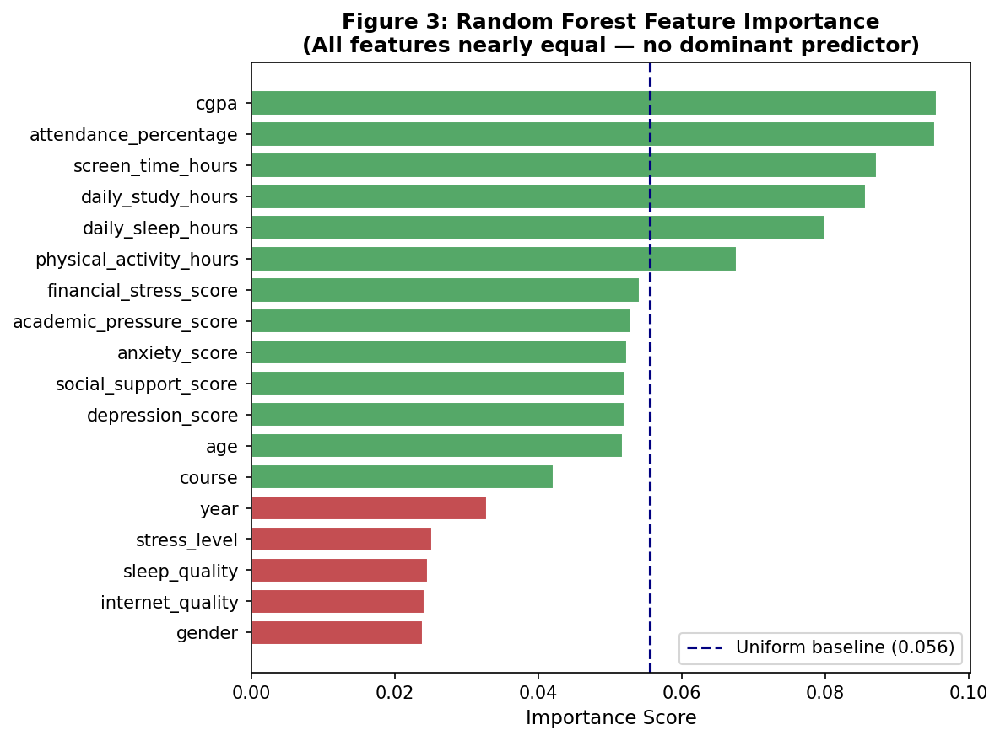 Figure 3: Random Forest Feature Importance
(All features nearly equal — no dominant predictor)
cgpa
attendance_percentage
screen_time_hours
daily_study_hours
daily_sleep_hours
physical_activity_hours
financial_stress_score
academic_pressure_score
anxiety_score
social_support_score
depression_score
age
course
year
stress_level
sleep_quality
internet_quality
gender
Uniform baseline (0.056)
0.00 0.02 0.04 0.06 0.08 0.10
Importance Score